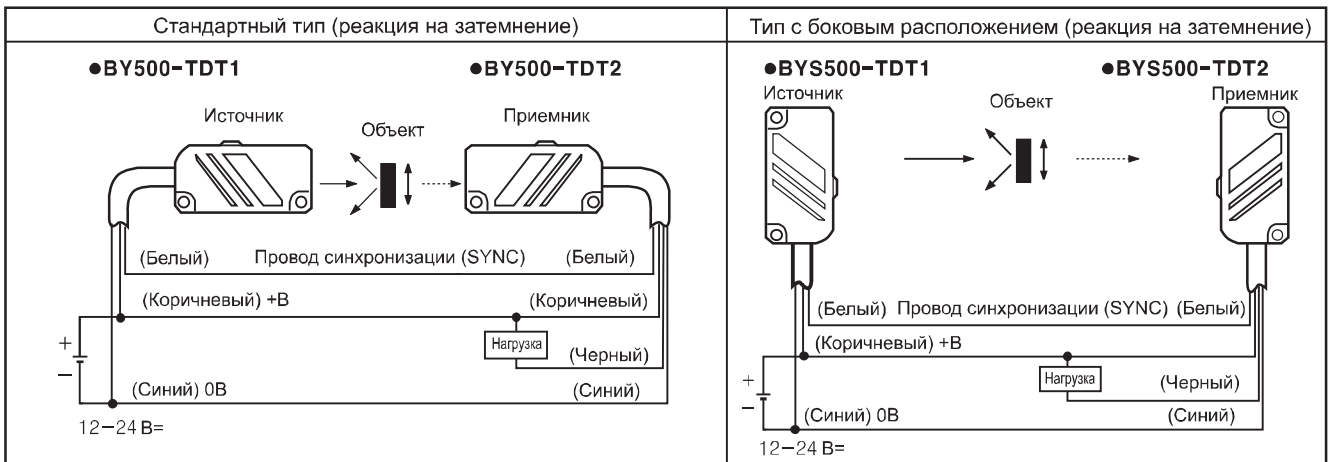 Стандартный тип (реакция на затемнение)
●BY500-TDT1
●BY500-TDT2
Источник
Объект
Приемник
(Белый)
Провод синхронизации (SYNC)
(Белый)
(Коричневый) +В
(Коричневый)
Нагрузка
(Черный)
+
−
(Синий) 0В
(Синий)
12−24 В=
Тип с боковым расположением (реакция на затемнение)
●BYS500-TDT1
●BYS500-TDT2
Источник
Объект
Приемник
(Белый)
Провод синхронизации (SYNC)
(Белый)
(Коричневый) +В
Нагрузка
(Черный)
+
−
(Синий) 0В
(Синий)
12−24 В=